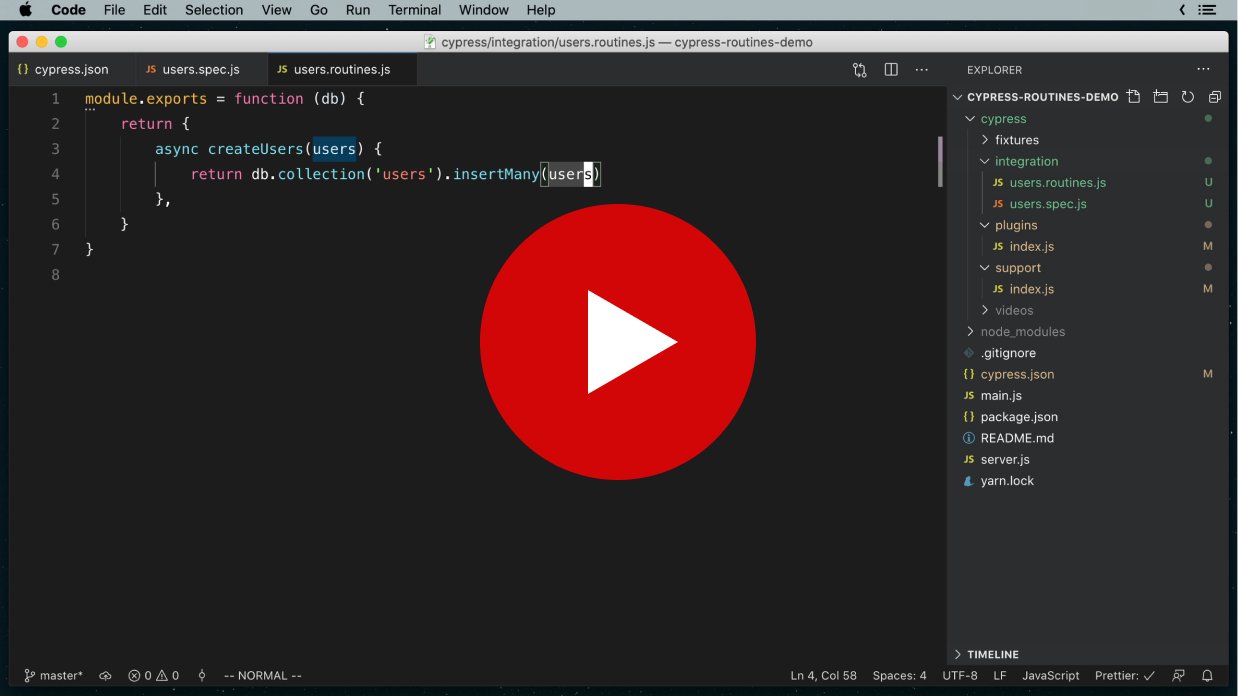 Code File Edit Selection View Go Run Terminal Window Help
cypress/integration/users.routines.js — cypress-routines-demo
{} cypress.json JS users.spec.js JS users.routines.js
1 module.exports = function (db) {
2 return {
3 async createUsers(users) {
4 return db.collection('users').insertMany(users)
5 },
6 }
7 }
8
EXPLORER
CYPRESS-ROUTINES-DEMO
cypress
fixtures
integration
JS users.routines.js U
JS users.spec.js U
plugins
JS index.js M
support
JS index.js M
videos
node_modules
.gitignore
{} cypress.json M
JS main.js
{} package.json
README.md
JS server.js
yarn.lock
TIMELINE
master* 0 0 -- NORMAL -- Ln 4, Col 58 Spaces: 4 UTF-8 LF JavaScript Prettier: ✓